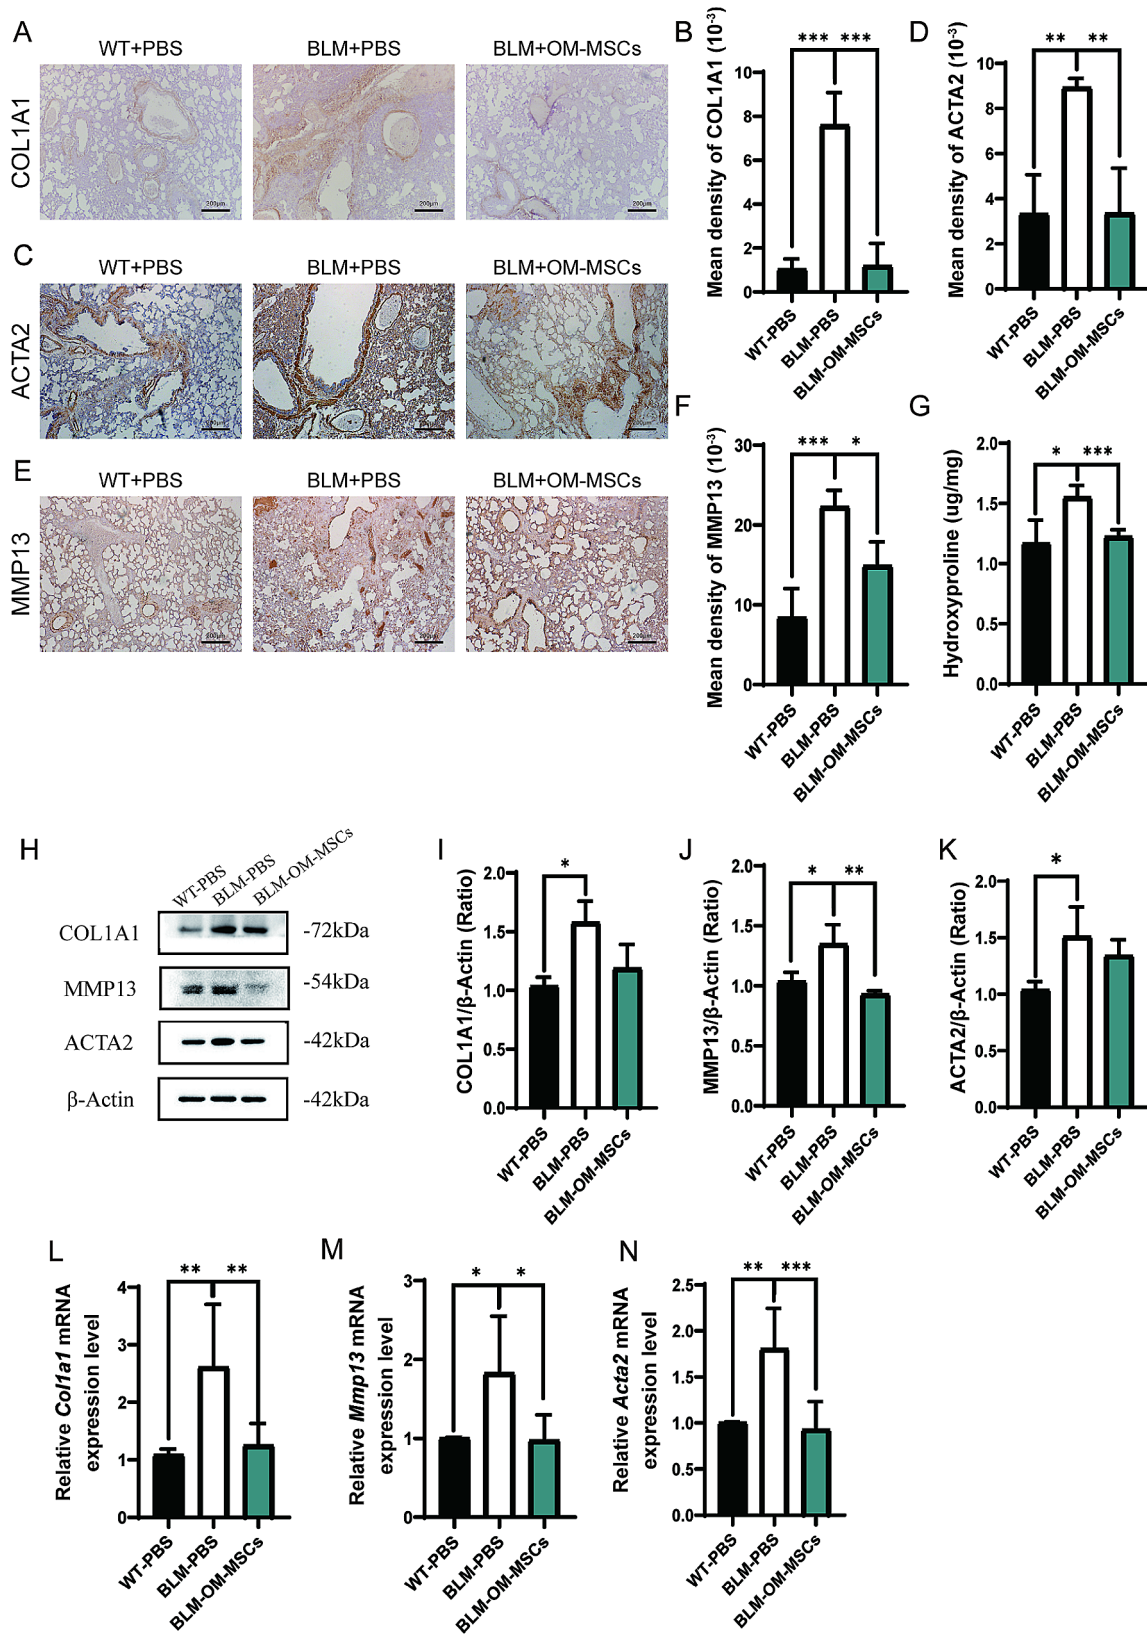 A
WT+PBS
BLM+PBS
BLM+OM-MSCs
COL1A1
200μm
200μm
200μm
B
Mean density of COL1A1 (10⁻³)
*** ***
10
8
6
4
2
0
WT-PBS
BLM-PBS
BLM-OM-MSCs
D
Mean density of ACTA2 (10⁻³)
** **
10
8
6
4
2
0
WT-PBS
BLM-PBS
BLM-OM-MSCs
C
WT+PBS
BLM+PBS
BLM+OM-MSCs
ACTA2
200μm
200μm
200μm
E
WT+PBS
BLM+PBS
BLM+OM-MSCs
MMP13
200μm
200μm
200μm
F
Mean density of MMP13 (10⁻³)
*** *
30
20
10
0
WT-PBS
BLM-PBS
BLM-OM-MSCs
G
Hydroxyproline (ug/mg)
* ***
2.0
1.5
1.0
0.5
0.0
WT-PBS
BLM-PBS
BLM-OM-MSCs
H
WT-PBS
BLM-PBS
BLM-OM-MSCs
COL1A1
-72kDa
MMP13
-54kDa
ACTA2
-42kDa
β-Actin
-42kDa
I
COL1A1/β-Actin (Ratio)
*
2.0
1.5
1.0
0.5
0.0
WT-PBS
BLM-PBS
BLM-OM-MSCs
J
MMP13/β-Actin (Ratio)
* **
2.0
1.5
1.0
0.5
0.0
WT-PBS
BLM-PBS
BLM-OM-MSCs
K
ACTA2/β-Actin (Ratio)
*
2.0
1.5
1.0
0.5
0.0
WT-PBS
BLM-PBS
BLM-OM-MSCs
L
Relative Col1a1 mRNA
expression level
** **
4
3
2
1
0
WT-PBS
BLM-PBS
BLM-OM-MSCs
M
Relative Mmp13 mRNA
expression level
* *
3
2
1
0
WT-PBS
BLM-PBS
BLM-OM-MSCs
N
Relative Acta2 mRNA
expression level
** ***
2.5
2.0
1.5
1.0
0.5
0.0
WT-PBS
BLM-PBS
BLM-OM-MSCs